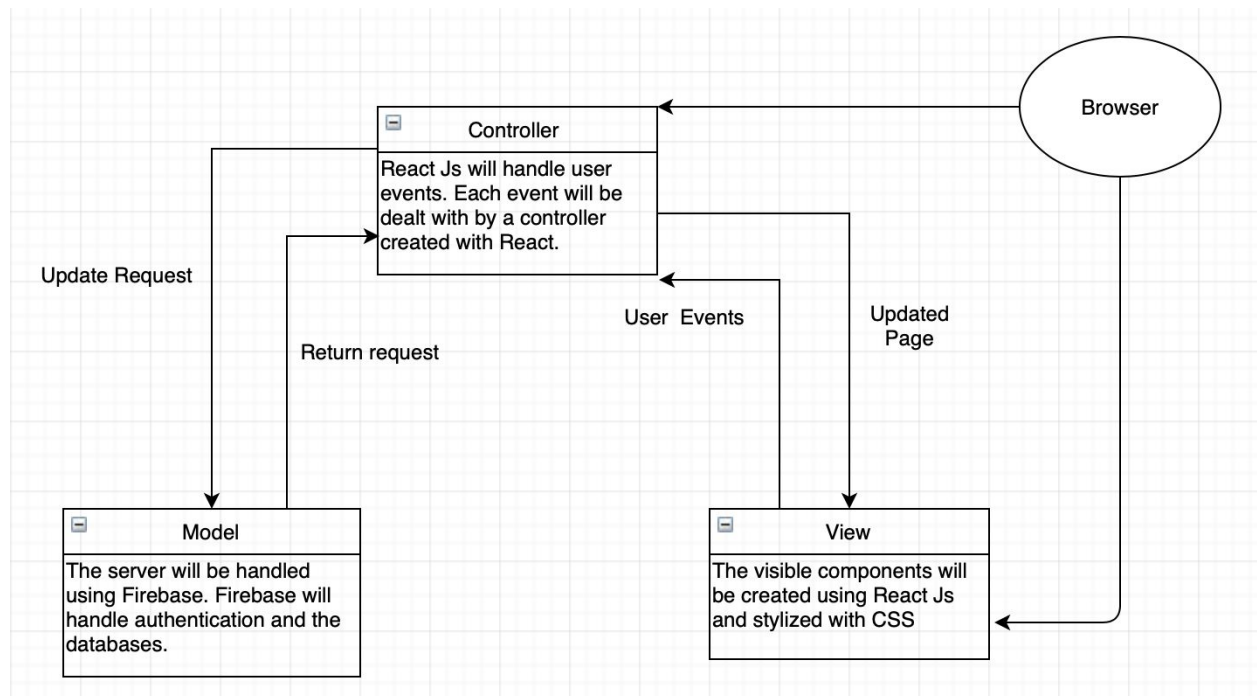 Browser
Controller
React Js will handle user
events. Each event will be
dealt with by a controller
created with React.
Update Request
Return request
User  Events
Updated
Page
Model
The server will be handled
using Firebase. Firebase will
handle authentication and the
databases.
View
The visible components will
be created using React Js
and stylized with CSS